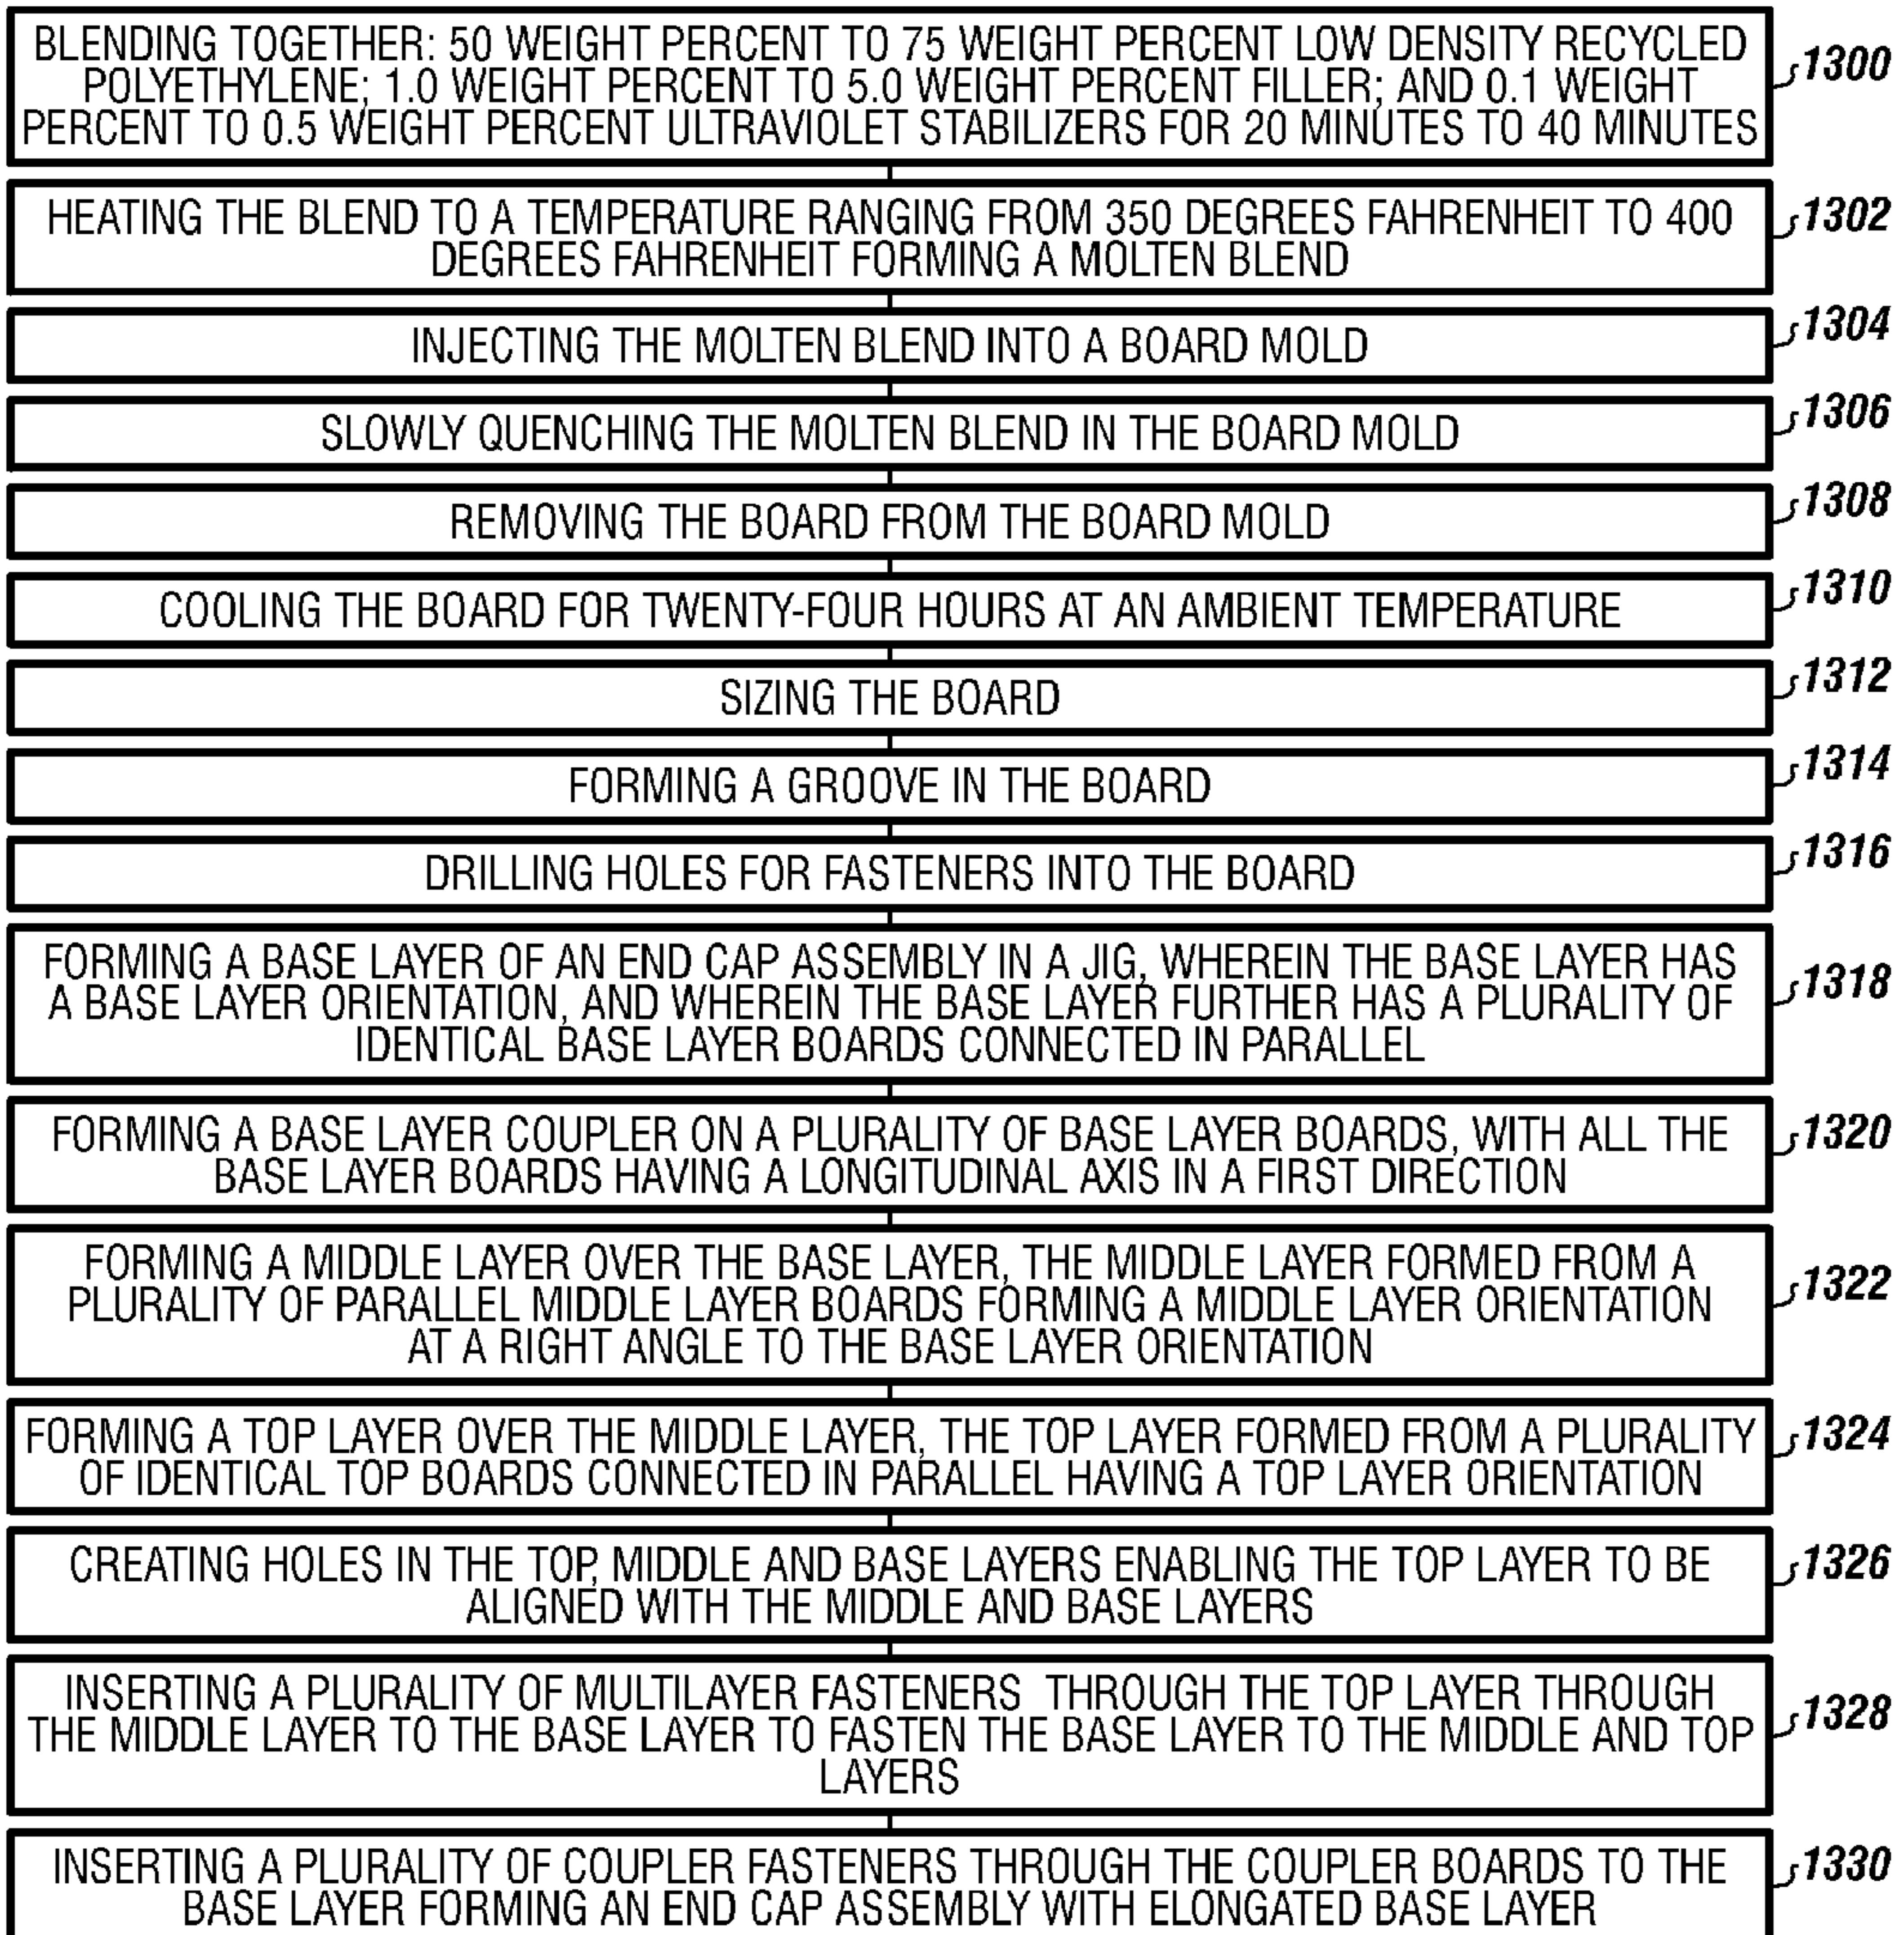 BLENDING TOGETHER: 50 WEIGHT PERCENT TO 75 WEIGHT PERCENT LOW DENSITY RECYCLED
POLYETHYLENE; 1.0 WEIGHT PERCENT TO 5.0 WEIGHT PERCENT FILLER; AND 0.1 WEIGHT
PERCENT TO 0.5 WEIGHT PERCENT ULTRAVIOLET STABILIZERS FOR 20 MINUTES TO 40 MINUTES
1300
HEATING THE BLEND TO A TEMPERATURE RANGING FROM 350 DEGREES FAHRENHEIT TO 400
DEGREES FAHRENHEIT FORMING A MOLTEN BLEND
1302
INJECTING THE MOLTEN BLEND INTO A BOARD MOLD
1304
SLOWLY QUENCHING THE MOLTEN BLEND IN THE BOARD MOLD
1306
REMOVING THE BOARD FROM THE BOARD MOLD
1308
COOLING THE BOARD FOR TWENTY-FOUR HOURS AT AN AMBIENT TEMPERATURE
1310
SIZING THE BOARD
1312
FORMING A GROOVE IN THE BOARD
1314
DRILLING HOLES FOR FASTENERS INTO THE BOARD
1316
FORMING A BASE LAYER OF AN END CAP ASSEMBLY IN A JIG, WHEREIN THE BASE LAYER HAS
A BASE LAYER ORIENTATION, AND WHEREIN THE BASE LAYER FURTHER HAS A PLURALITY OF
IDENTICAL BASE LAYER BOARDS CONNECTED IN PARALLEL
1318
FORMING A BASE LAYER COUPLER ON A PLURALITY OF BASE LAYER BOARDS, WITH ALL THE
BASE LAYER BOARDS HAVING A LONGITUDINAL AXIS IN A FIRST DIRECTION
1320
FORMING A MIDDLE LAYER OVER THE BASE LAYER, THE MIDDLE LAYER FORMED FROM A
PLURALITY OF PARALLEL MIDDLE LAYER BOARDS FORMING A MIDDLE LAYER ORIENTATION
AT A RIGHT ANGLE TO THE BASE LAYER ORIENTATION
1322
FORMING A TOP LAYER OVER THE MIDDLE LAYER, THE TOP LAYER FORMED FROM A PLURALITY
OF IDENTICAL TOP BOARDS CONNECTED IN PARALLEL HAVING A TOP LAYER ORIENTATION
1324
CREATING HOLES IN THE TOP, MIDDLE AND BASE LAYERS ENABLING THE TOP LAYER TO BE
ALIGNED WITH THE MIDDLE AND BASE LAYERS
1326
INSERTING A PLURALITY OF MULTILAYER FASTENERS THROUGH THE TOP LAYER THROUGH
THE MIDDLE LAYER TO THE BASE LAYER TO FASTEN THE BASE LAYER TO THE MIDDLE AND TOP
LAYERS
1328
INSERTING A PLURALITY OF COUPLER FASTENERS THROUGH THE COUPLER BOARDS TO THE
BASE LAYER FORMING AN END CAP ASSEMBLY WITH ELONGATED BASE LAYER
1330